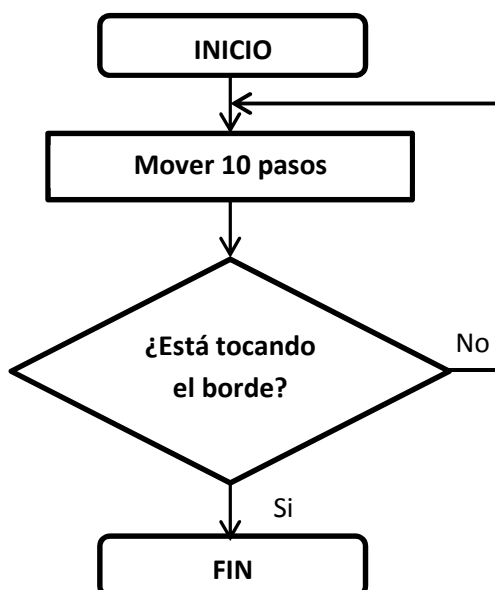 INICIO
Mover 10 pasos
¿Está tocando
el borde?
No
Si
FIN